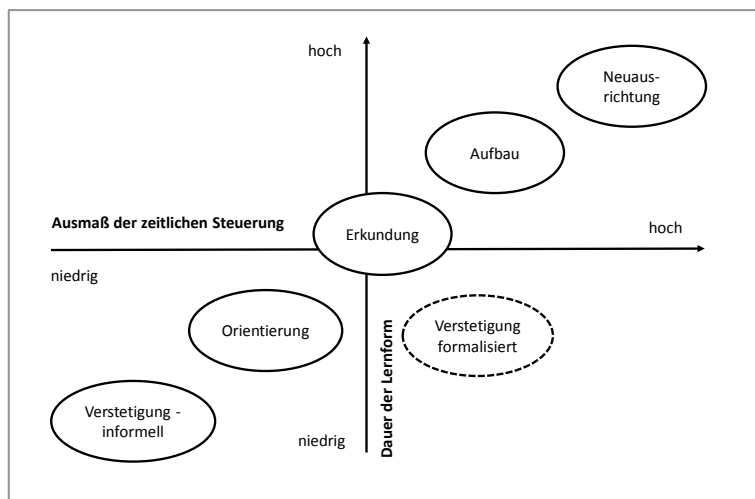 hoch
Neuaus-
richtung
Aufbau
Ausmaß der zeitlichen Steuerung
Erkundung
hoch
niedrig
Orientierung
Verstetigung
formalisiert
Dauer der Lernform
Verstetigung -
informell
niedrig